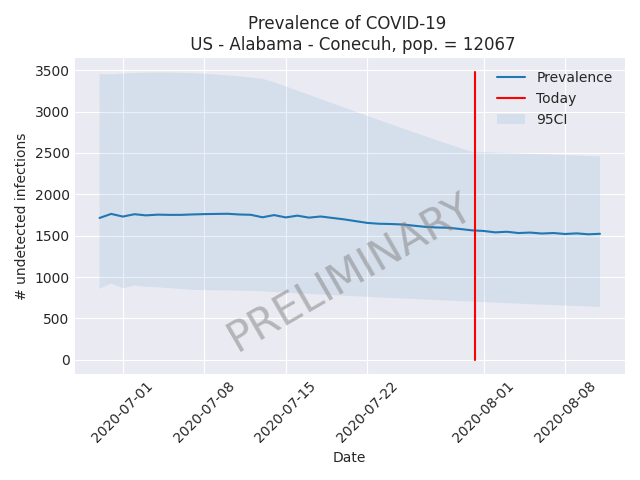 Prevalence of COVID-19
US - Alabama - Conecuh, pop. = 12067
3500
3000
2500
2000
1500
1000
500
0
# undetected infections
Prevalence
Today
95CI
PRELIMINARY
2020-07-01
2020-07-08
2020-07-15
2020-07-22
2020-08-01
2020-08-08
Date